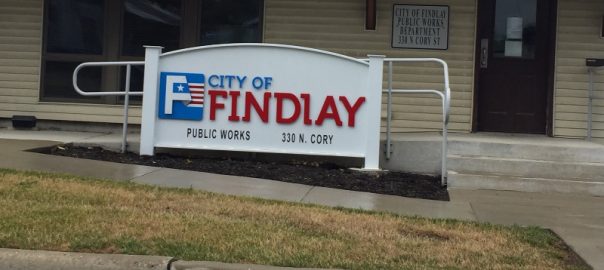 CITY OF FINDLAY
PUBLIC WORKS
DEPARTMENT
330 N CORY ST
F
CITY OF
FINDLAY
PUBLIC WORKS 330 N. CORY